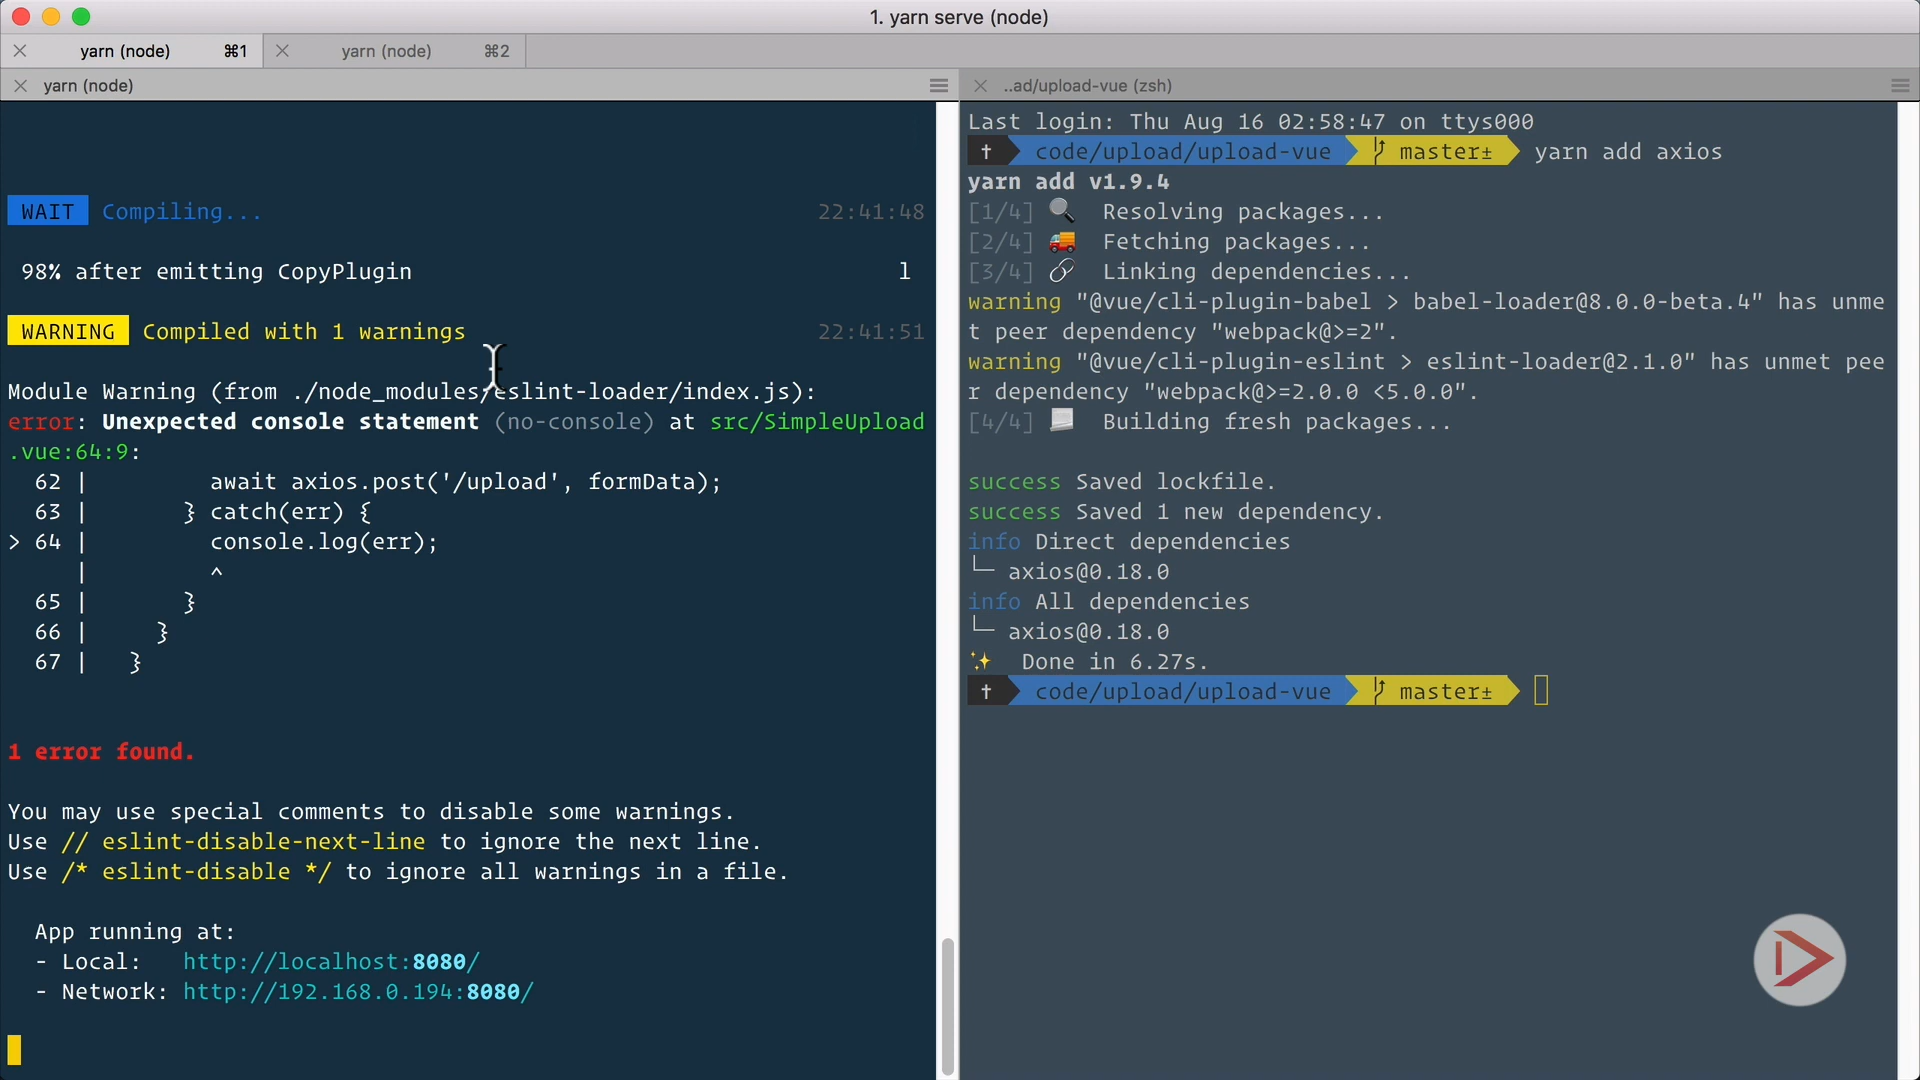 1. yarn serve (node)
yarn (node) ⌘1
yarn (node) ⌘2
yarn (node)
..ad/upload-vue (zsh)
WAIT Compiling... 22:41:48
98% after emitting CopyPlugin l
WARNING Compiled with 1 warnings 22:41:51
Module Warning (from ./node_modules/eslint-loader/index.js):
error: Unexpected console statement (no-console) at src/SimpleUpload
.vue:64:9:
62 | await axios.post('/upload', formData);
63 | } catch(err) {
> 64 | console.log(err);
| ^
65 | }
66 | }
67 | }
1 error found.
You may use special comments to disable some warnings.
Use // eslint-disable-next-line to ignore the next line.
Use /* eslint-disable */ to ignore all warnings in a file.
App running at:
- Local: http://localhost:8080/
- Network: http://192.168.0.194:8080/
Last login: Thu Aug 16 02:58:47 on ttys000
✝ code/upload/upload-vue master± yarn add axios
yarn add v1.9.4
[1/4] 🔍 Resolving packages...
[2/4] 🚚 Fetching packages...
[3/4] 🔗 Linking dependencies...
warning "@vue/cli-plugin-babel > babel-loader@8.0.0-beta.4" has unme
t peer dependency "webpack@>=2".
warning "@vue/cli-plugin-eslint > eslint-loader@2.1.0" has unmet pee
r dependency "webpack@>=2.0.0 <5.0.0".
[4/4] 📃 Building fresh packages...
success Saved lockfile.
success Saved 1 new dependency.
info Direct dependencies
└─ axios@0.18.0
info All dependencies
└─ axios@0.18.0
✨ Done in 6.27s.
✝ code/upload/upload-vue master±